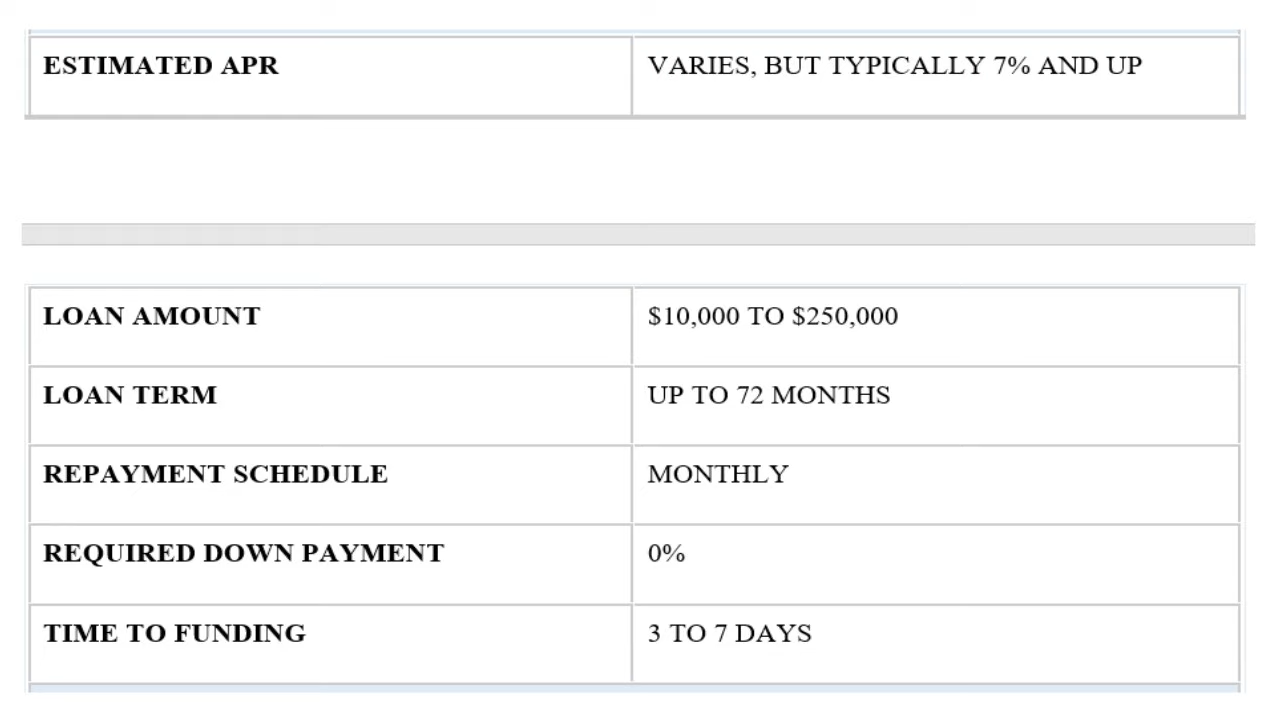 ESTIMATED APR VARIES, BUT TYPICALLY 7% AND UP
LOAN AMOUNT $10,000 TO $250,000
LOAN TERM UP TO 72 MONTHS
REPAYMENT SCHEDULE MONTHLY
REQUIRED DOWN PAYMENT 0%
TIME TO FUNDING 3 TO 7 DAYS